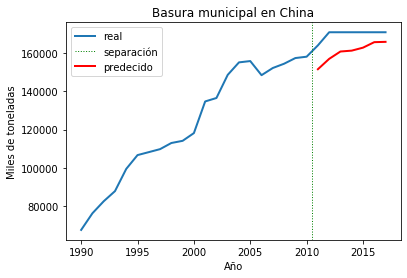 Basura municipal en China
real
separación
predecido
Miles de toneladas
160000
140000
120000
100000
80000
1990
1995
2000
2005
2010
2015
Año